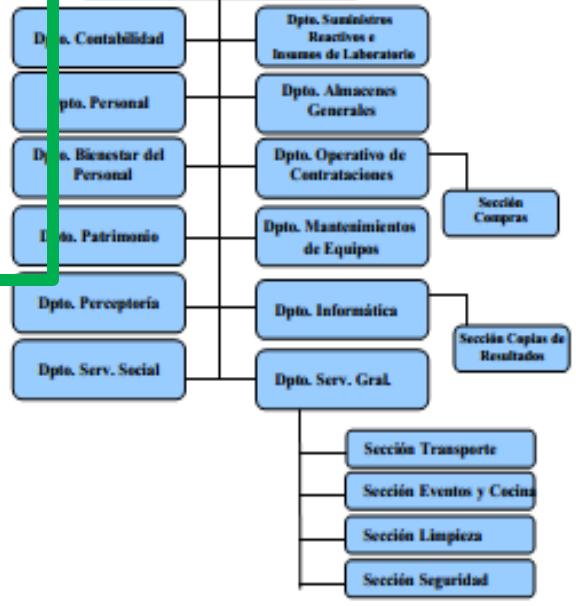 Dpto. Contabilidad
Dpto. Suministros
Reactivos e
Insumos de Laboratorio
Dpto. Personal
Dpto. Almacenes
Generales
Dpto. Bienestar del
Personal
Dpto. Operativo de
Contrataciones
Sección
Compras
Dpto. Patrimonio
Dpto. Mantenimientos
de Equipos
Dpto. Perceptoría
Dpto. Informática
Sección Copias de
Resultados
Dpto. Serv. Social
Dpto. Serv. Gral.
Sección Transporte
Sección Eventos y Cocina
Sección Limpieza
Sección Seguridad